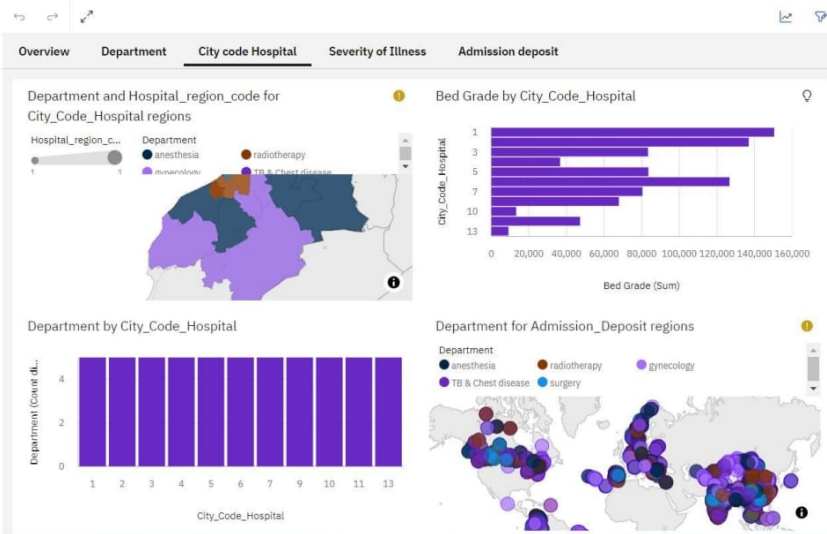 Overview Department City code Hospital Severity of Illness Admission deposit
Department and Hospital_region_code for
City_Code_Hospital regions
Hospital_region_c... Department
1 1
anesthesia radiotherapy
gynecology TB & Chest disease
Bed Grade by City_Code_Hospital
City_Code_Hospital
1
3
5
7
10
13
0 20,000 40,000 60,000 80,000 100,000 120,000 140,000 160,000
Bed Grade (Sum)
Department by City_Code_Hospital
Department (Count di...
4
2
0
1 2 3 4 5 6 7 9 10 11 13
City_Code_Hospital
Department for Admission_Deposit regions
Department
anesthesia radiotherapy gynecology
TB & Chest disease surgery